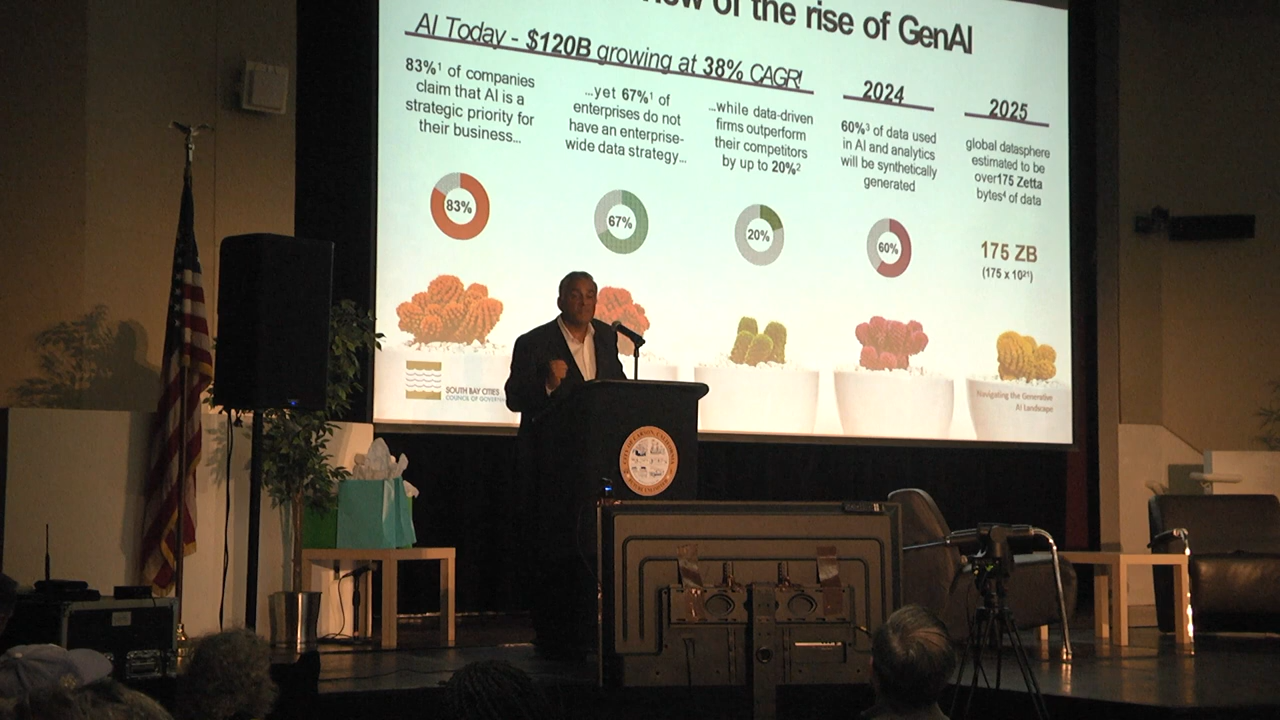 of the rise of GenAI
AI Today - $120B growing at 38% CAGR!
83%¹ of companies
claim that AI is a
strategic priority for
their business...
83%
...yet 67%¹ of
enterprises do not
have an enterprise-
wide data strategy...
67%
...while data-driven
firms outperform
their competitors
by up to 20%²
20%
2024
60%³ of data used
in AI and analytics
will be synthetically
generated
60%
2025
global datasphere
estimated to be
over175 Zetta
bytes⁴ of data
175 ZB
(175 x 10²¹)
SOUTH BAY CITIES
COUNCIL OF
Navigating the Generative
AI Landscape
CITY OF CARSON, CALIFORNIA